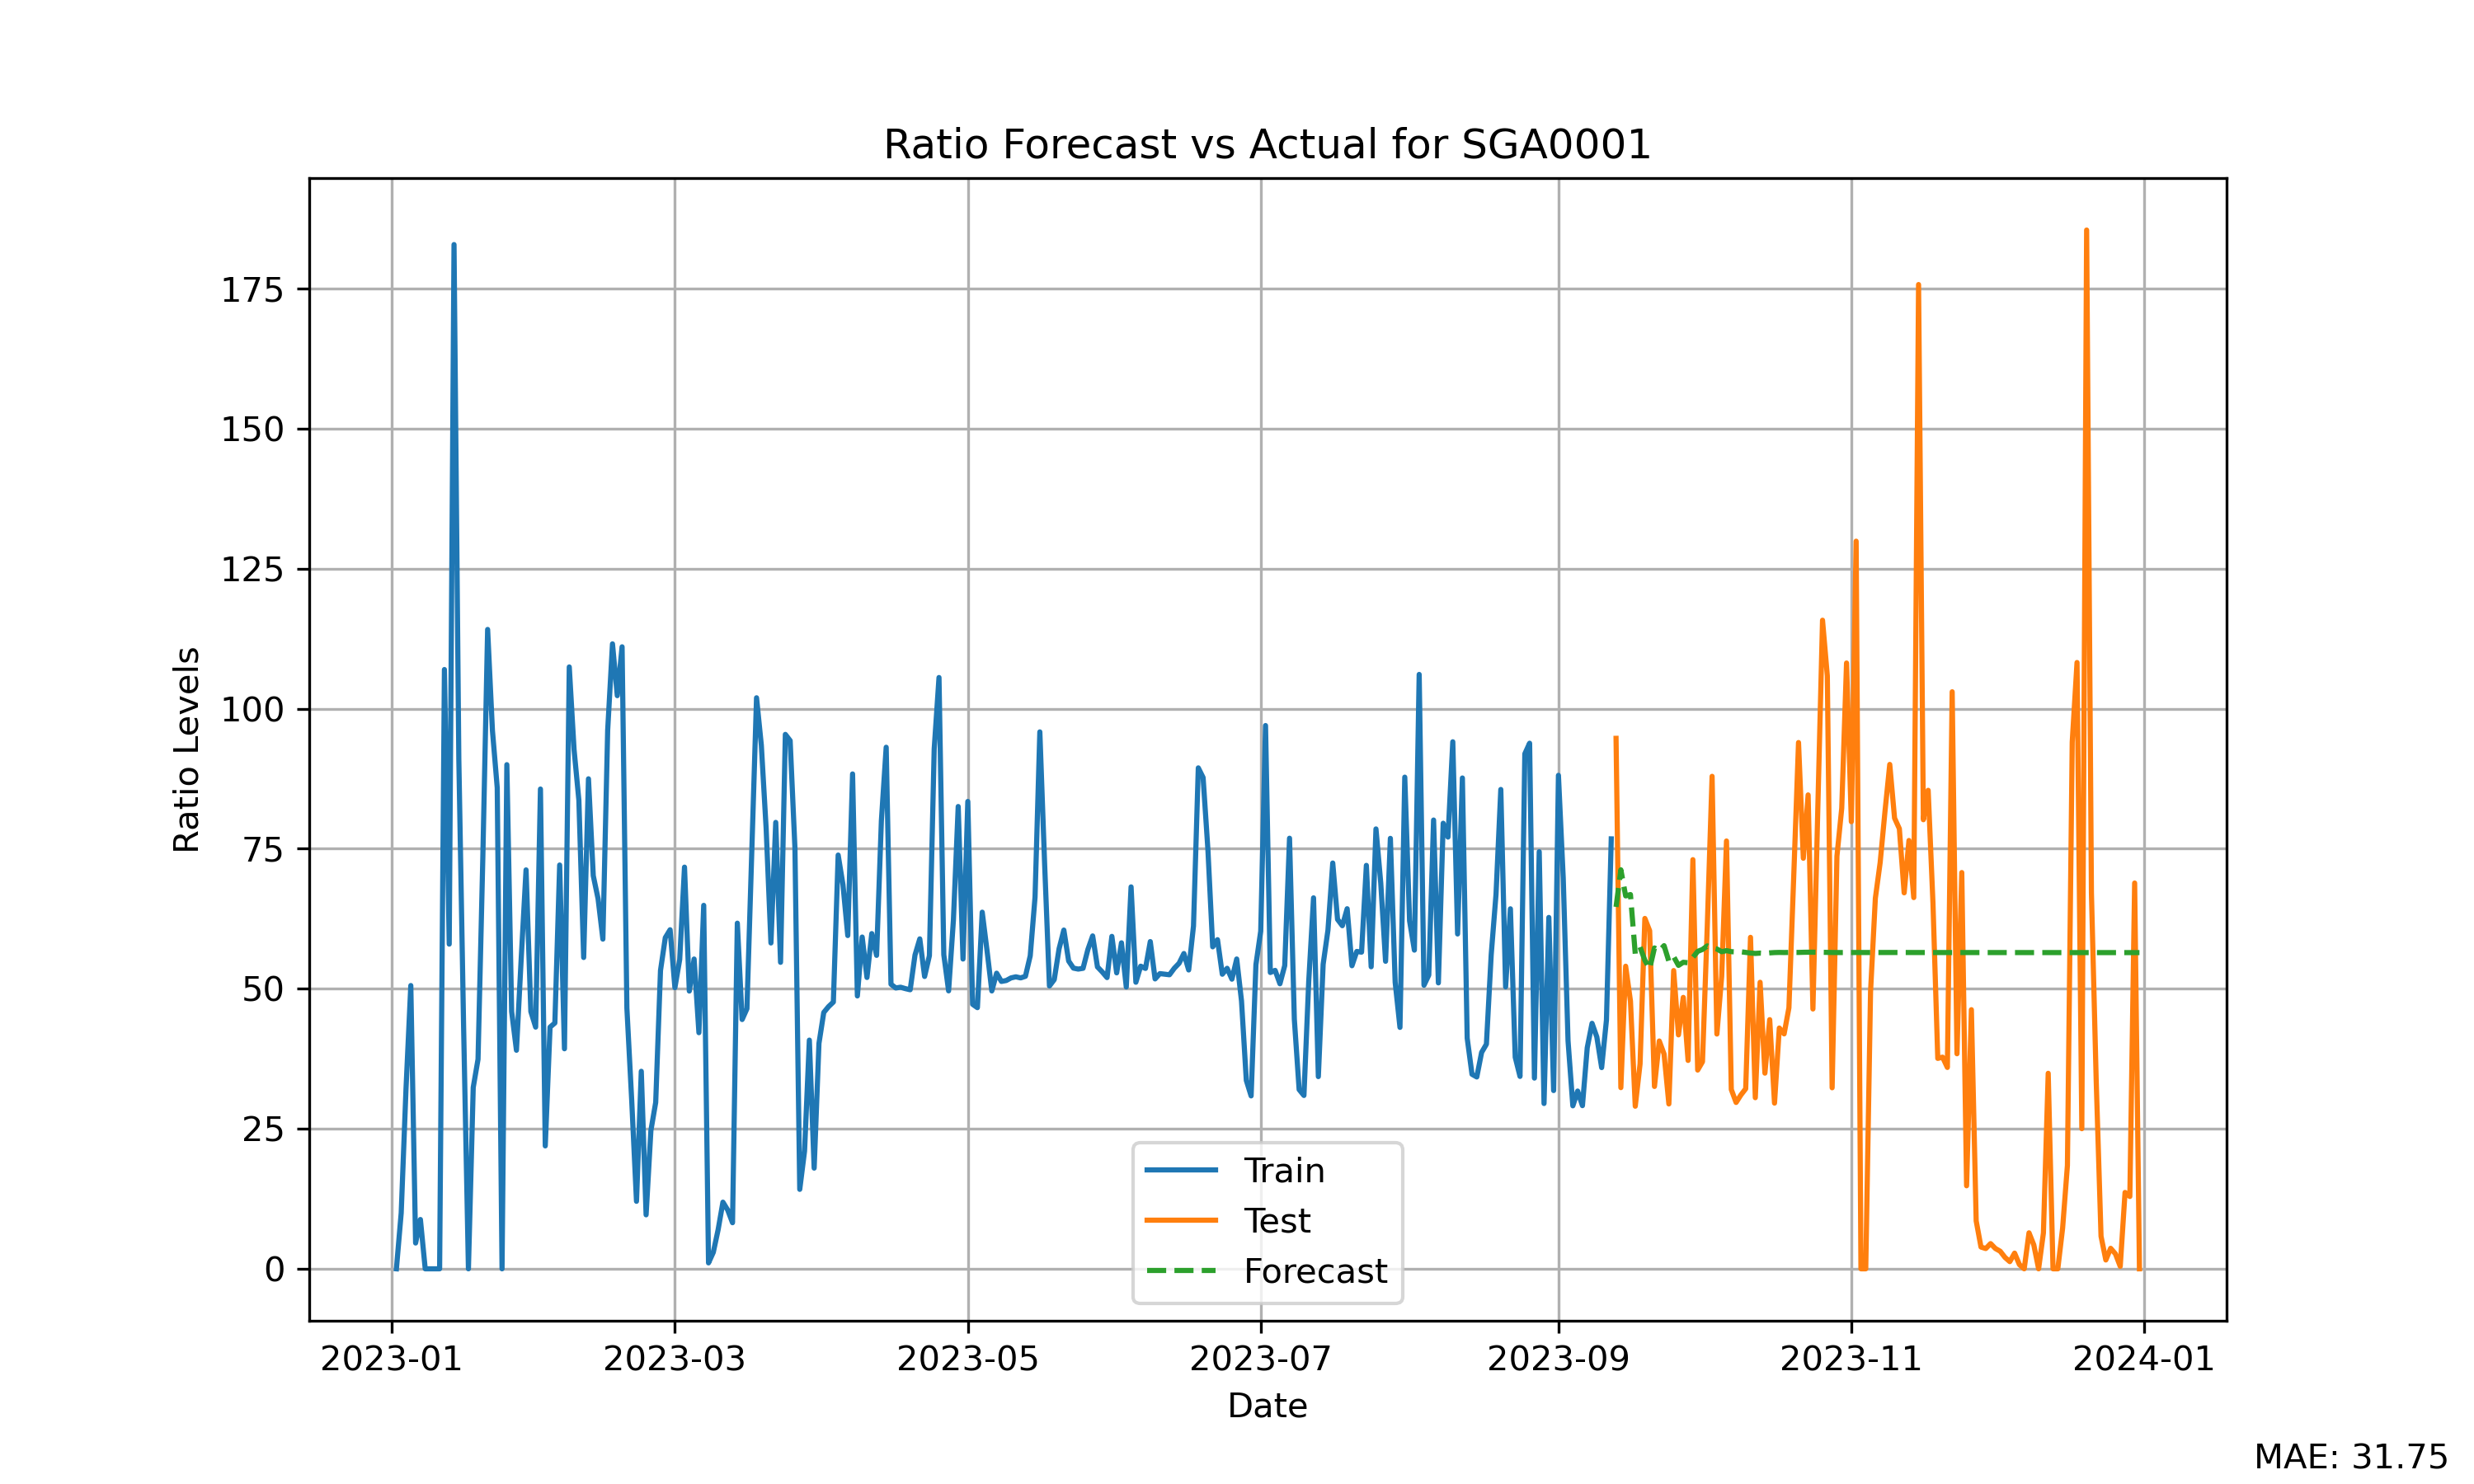 Ratio Forecast vs Actual for SGA0001
Ratio Levels
175
150
125
100
75
50
25
0
Train
Test
Forecast
2023-01 2023-03 2023-05 2023-07 2023-09 2023-11 2024-01
Date
MAE: 31.75